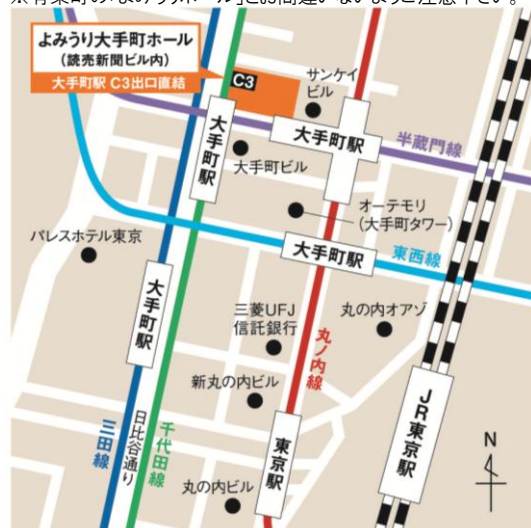 ※有楽町の「よみうりホール」とお間違いないようご注意下さい。
よみうり大手町ホール
(読売新聞ビル内)
大手町駅 C3出口直結
C3
サンケイ
ビル
大手町駅
大手町駅
半蔵門線
大手町ビル
オーテモリ
(大手町タワー)
パレスホテル東京
大手町駅
東西線
大手町駅
三菱UFJ
信託銀行
丸の内オアゾ
丸ノ内線
新丸の内ビル
JR東京駅
三田線
日比谷通り
千代田線
東京駅
丸の内ビル
N